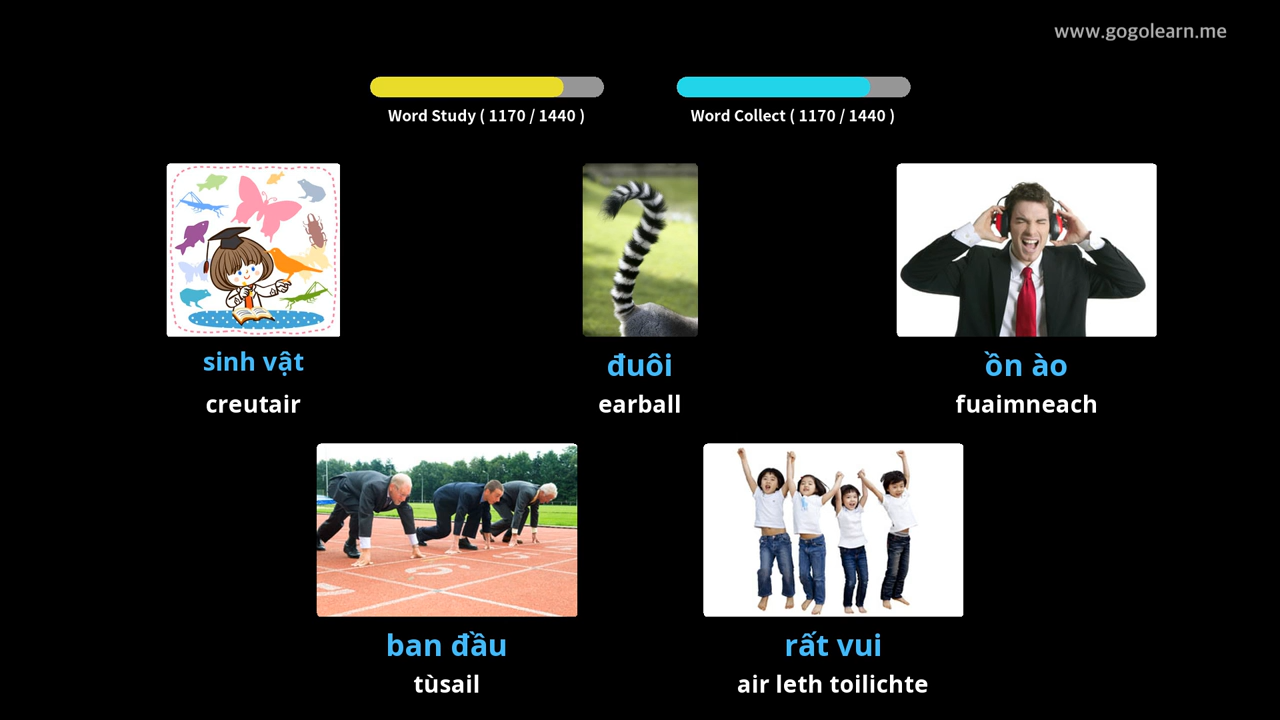 www.gogolearn.me
Word Study ( 1170 / 1440 )
Word Collect ( 1170 / 1440 )
sinh vật
creutair
đuôi
earball
ồn ào
fuaimneach
ban đầu
tùsail
rất vui
air leth toilichte